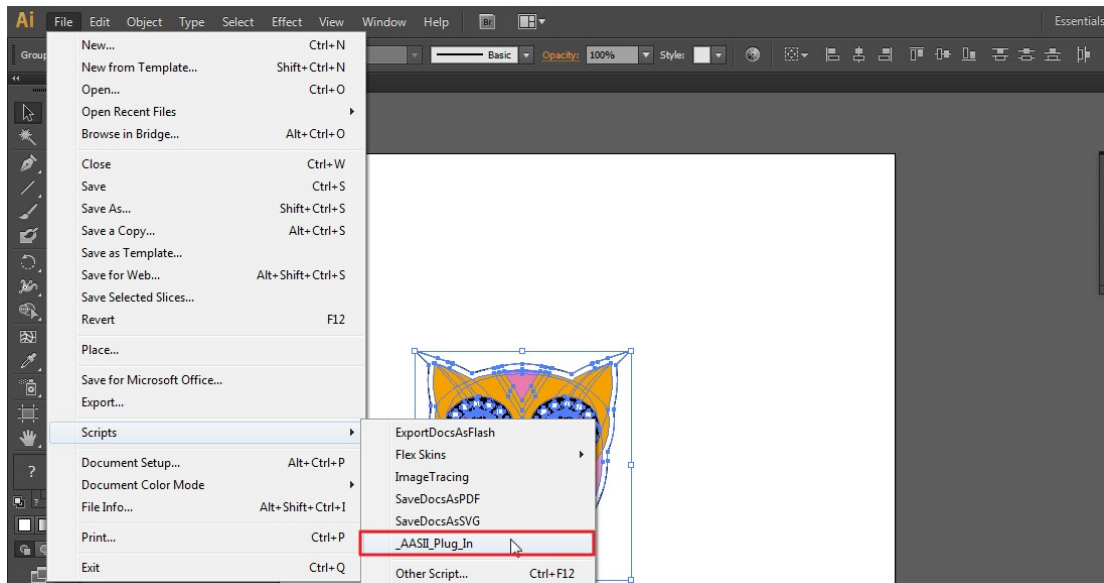 Ai File Edit Object Type Select Effect View Window Help Br Essentials
Group Basic Opacity: 100% Style:
New... Ctrl+N
New from Template... Shift+Ctrl+N
Open... Ctrl+O
Open Recent Files
Browse in Bridge... Alt+Ctrl+O
Close Ctrl+W
Save Ctrl+S
Save As... Shift+Ctrl+S
Save a Copy... Alt+Ctrl+S
Save as Template...
Save for Web... Alt+Shift+Ctrl+S
Save Selected Slices...
Revert F12
Place...
Save for Microsoft Office...
Export...
Scripts
ExportDocsAsFlash
Flex Skins
ImageTracing
SaveDocsAsPDF
SaveDocsAsSVG
_AASII_Plug_In
Other Script... Ctrl+F12
Document Setup... Alt+Ctrl+P
Document Color Mode
File Info... Alt+Shift+Ctrl+I
Print... Ctrl+P
Exit Ctrl+Q
?
?